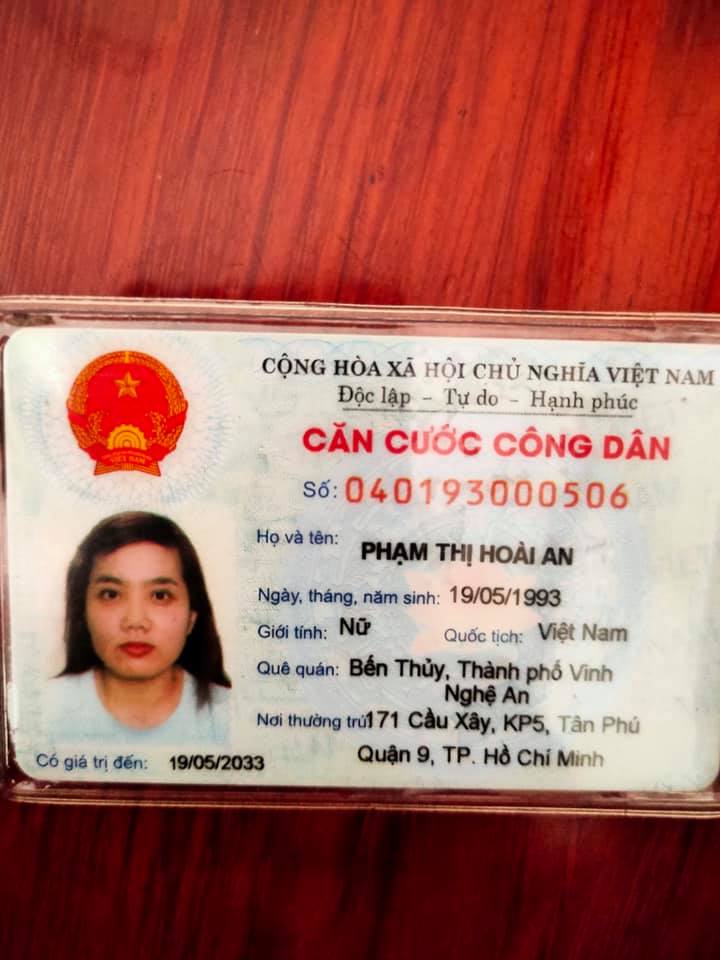 CỘNG HÒA XÃ HỘI CHỦ NGHĨA VIỆT NAM
Độc lập - Tự do - Hạnh phúc
CĂN CƯỚC CÔNG DÂN
Số: 040193000506
Họ và tên: PHẠM THỊ HOÀI AN
Ngày, tháng, năm sinh: 19/05/1993
Giới tính: Nữ Quốc tịch: Việt Nam
Quê quán: Bến Thủy, Thành phố Vinh
Nghệ An
Nơi thường trú: 171 Cầu Xây, KP5, Tân Phú
Quận 9, TP. Hồ Chí Minh
Có giá trị đến: 19/05/2033